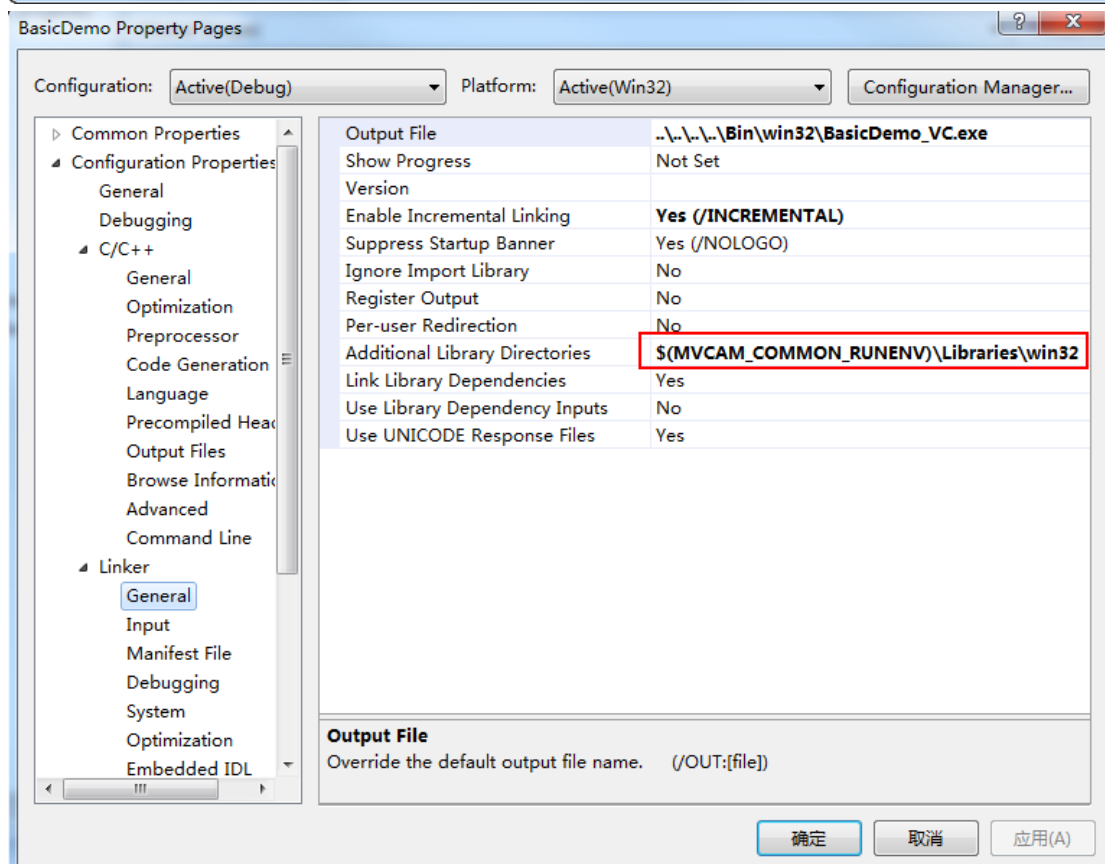 BasicDemo Property Pages
Configuration: Active(Debug) Platform: Active(Win32) Configuration Manager...
Common Properties
Configuration Properties
General
Debugging
C/C++
General
Optimization
Preprocessor
Code Generation
Language
Precompiled Head
Output Files
Browse Informatio
Advanced
Command Line
Linker
General
Input
Manifest File
Debugging
System
Optimization
Embedded IDL
Output File ..\..\..\..\Bin\win32\BasicDemo_VC.exe
Show Progress Not Set
Version
Enable Incremental Linking Yes (/INCREMENTAL)
Suppress Startup Banner Yes (/NOLOGO)
Ignore Import Library No
Register Output No
Per-user Redirection No
Additional Library Directories $(MVCAM_COMMON_RUNENV)\Libraries\win32
Link Library Dependencies Yes
Use Library Dependency Inputs No
Use UNICODE Response Files Yes
Output File
Override the default output file name. (/OUT:[file])
确定 取消 应用(A)